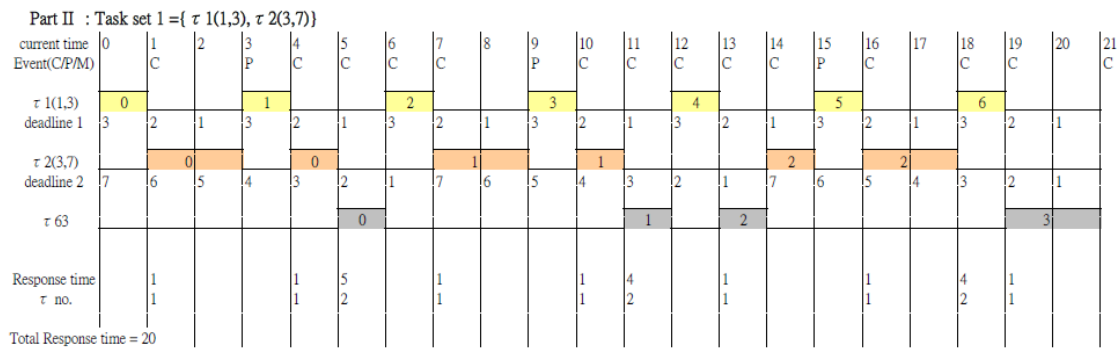 Part II : Task set 1 ={ τ 1(1,3), τ 2(3,7)}
current time 0 1 2 3 4 5 6 7 8 9 10 11 12 13 14 15 16 17 18 19 20 21
Event(C/P/M) C P C C C C P C C C C C P C C C C
τ 1(1,3) 0 1 2 3 4 5 6
deadline 1 3 2 1 3 2 1 3 2 1 3 2 1 3 2 1 3 2 1 3 2 1
τ 2(3,7) 0 0 1 1 2 2
deadline 2 7 6 5 4 3 2 1 7 6 5 4 3 2 1 7 6 5 4 3 2 1
τ 63 0 1 2 3
Response time 1 1 5 1 1 4 1 1 4 1
τ no. 1 1 2 1 1 2 1 1 2 1
Total Response time = 20